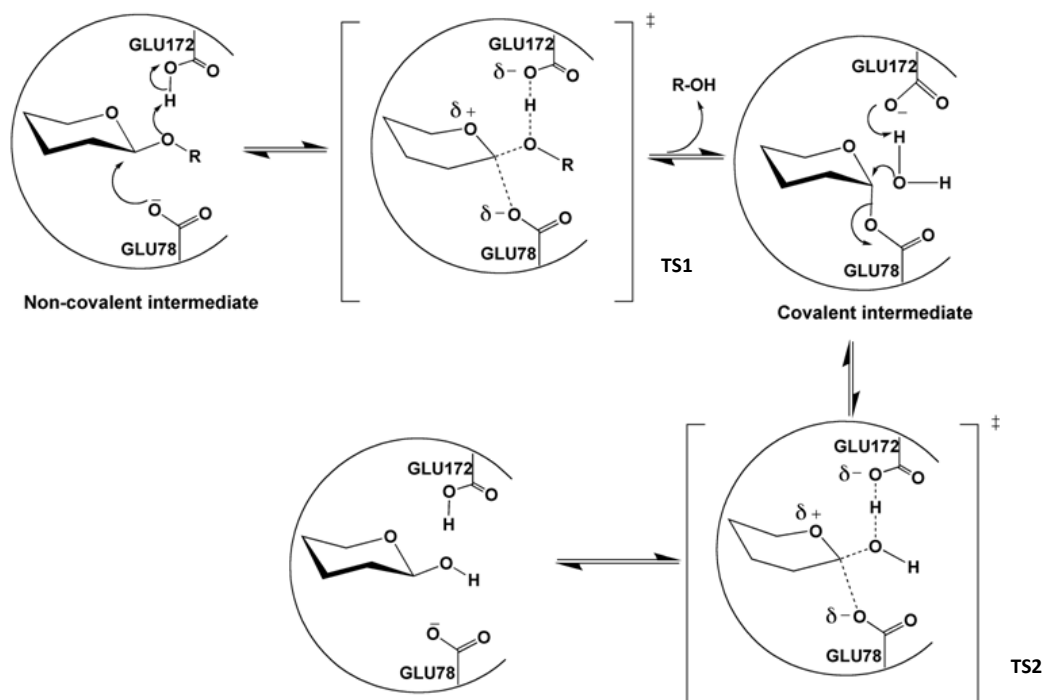 GLU172
O
O
H
O
O
R
O̅
O
GLU78
Non-covalent intermediate
‡
GLU172
δ−
O
O
H
δ+
O
O
R
δ−
O
O
GLU78
TS1
R-OH
GLU172
O
O
−
H
O
O
H
O
O
GLU78
Covalent intermediate
‡
GLU172
O
O
H
O
O
H
O̅
O
GLU78
GLU172
δ−
O
O
H
δ+
O
O
H
δ−
O
O
GLU78
TS2